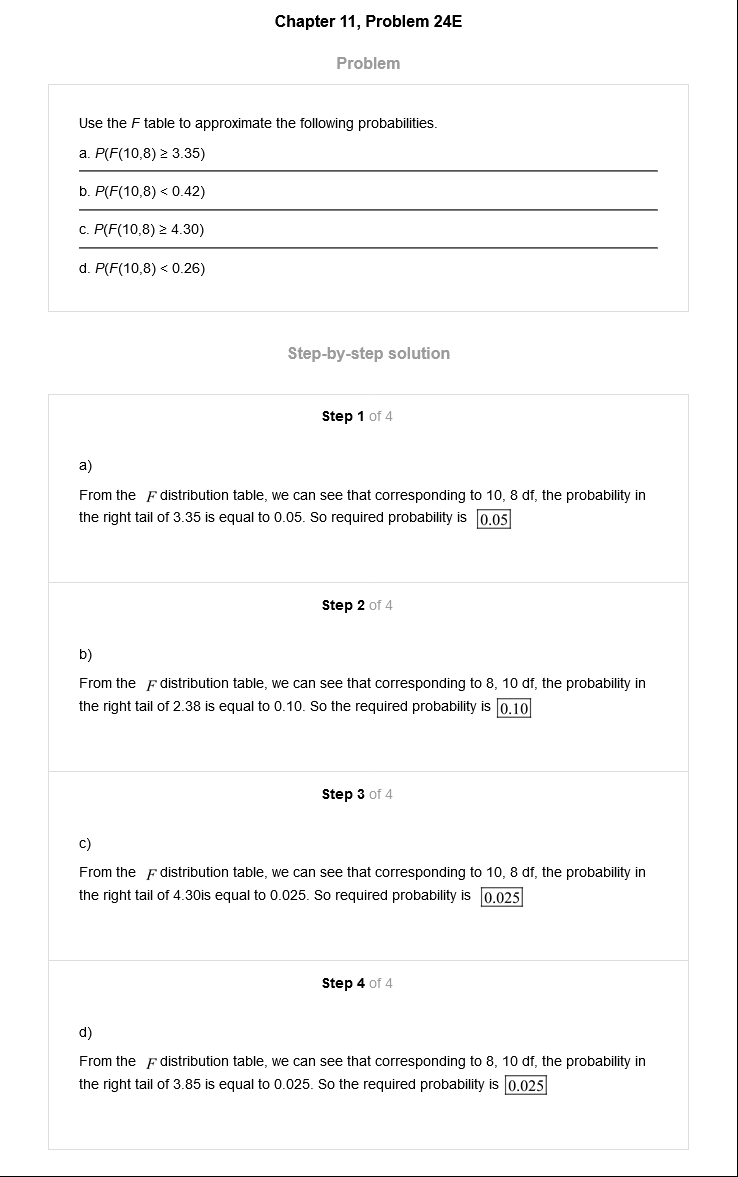 Chapter 11, Problem 24E
Problem
Use the F table to approximate the following probabilities.
a. P(F(10,8) ≥ 3.35)
b. P(F(10,8) < 0.42)
c. P(F(10,8) ≥ 4.30)
d. P(F(10,8) < 0.26)
Step-by-step solution
Step 1 of 4
a)
From the F distribution table, we can see that corresponding to 10, 8 df, the probability in
the right tail of 3.35 is equal to 0.05. So required probability is 0.05
Step 2 of 4
b)
From the F distribution table, we can see that corresponding to 8, 10 df, the probability in
the right tail of 2.38 is equal to 0.10. So the required probability is 0.10
Step 3 of 4
c)
From the F distribution table, we can see that corresponding to 10, 8 df, the probability in
the right tail of 4.30is equal to 0.025. So required probability is 0.025
Step 4 of 4
d)
From the F distribution table, we can see that corresponding to 8, 10 df, the probability in
the right tail of 3.85 is equal to 0.025. So the required probability is 0.025